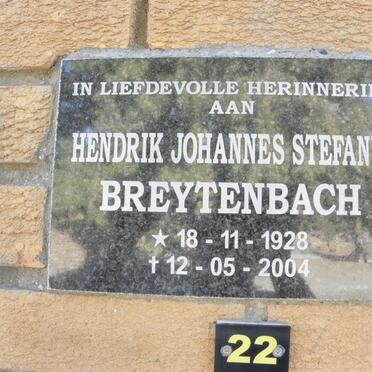 IN LIEFDEVOLLE HERINNERI
AAN
HENDRIK JOHANNES STEFAN
BREYTENBACH
★ 18 - 11 - 1928
† 12 - 05 - 2004
22